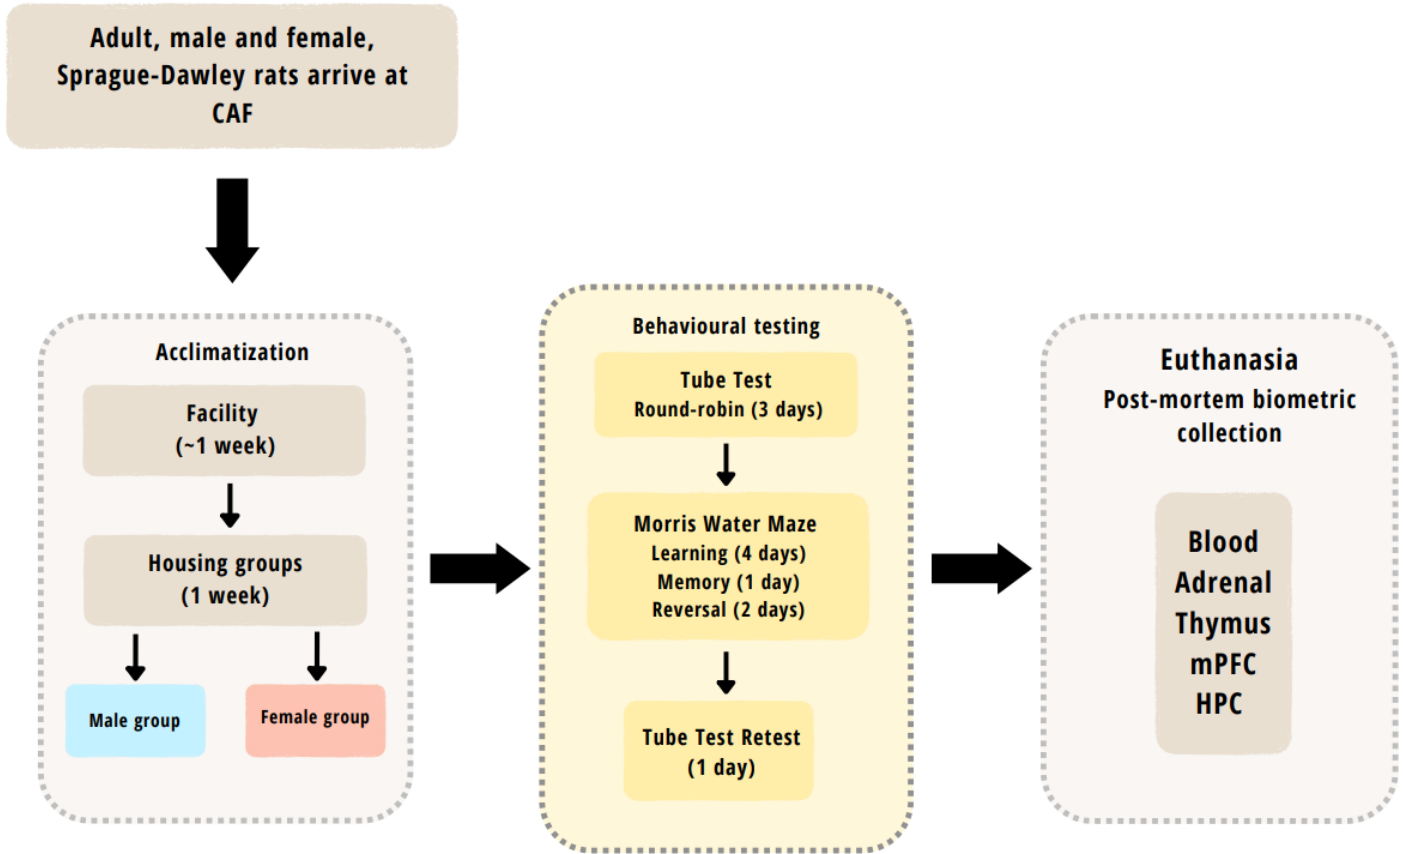 Adult, male and female,
Sprague-Dawley rats arrive at
CAF
Acclimatization
Facility
(~1 week)
Housing groups
(1 week)
Male group
Female group
Behavioural testing
Tube Test
Round-robin (3 days)
Morris Water Maze
Learning (4 days)
Memory (1 day)
Reversal (2 days)
Tube Test Retest
(1 day)
Euthanasia
Post-mortem biometric
collection
Blood
Adrenal
Thymus
mPFC
HPC